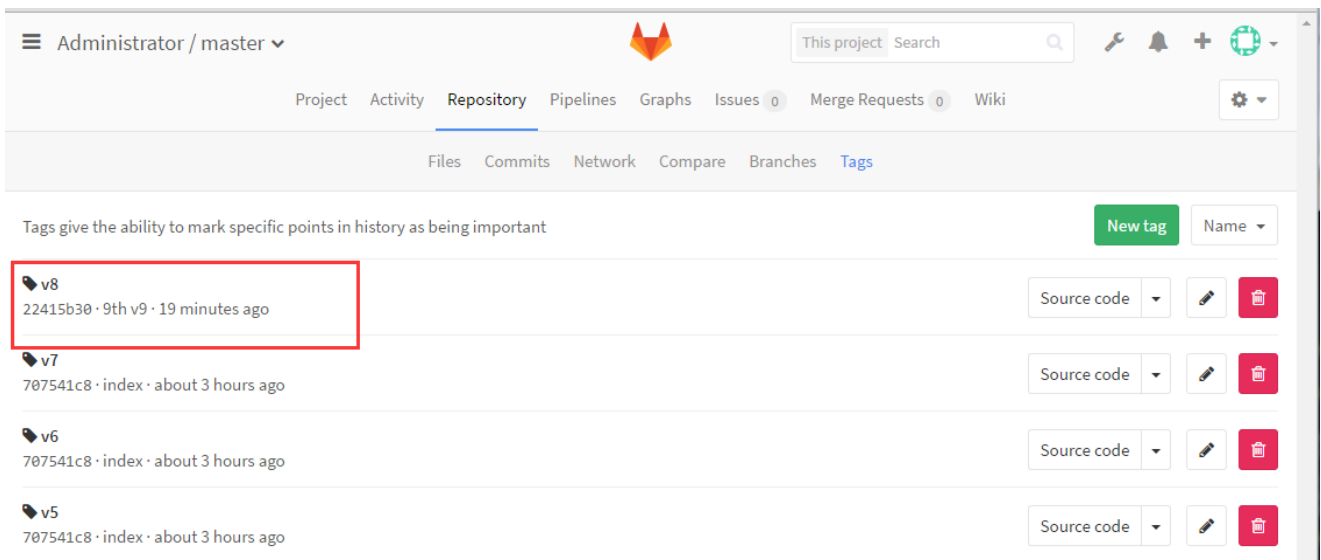 Administrator / master
This project Search
Project Activity Repository Pipelines Graphs Issues 0 Merge Requests 0 Wiki
Files Commits Network Compare Branches Tags
Tags give the ability to mark specific points in history as being important
New tag Name
v8
22415b30 · 9th v9 · 19 minutes ago
Source code
v7
707541c8 · index · about 3 hours ago
Source code
v6
707541c8 · index · about 3 hours ago
Source code
v5
707541c8 · index · about 3 hours ago
Source code